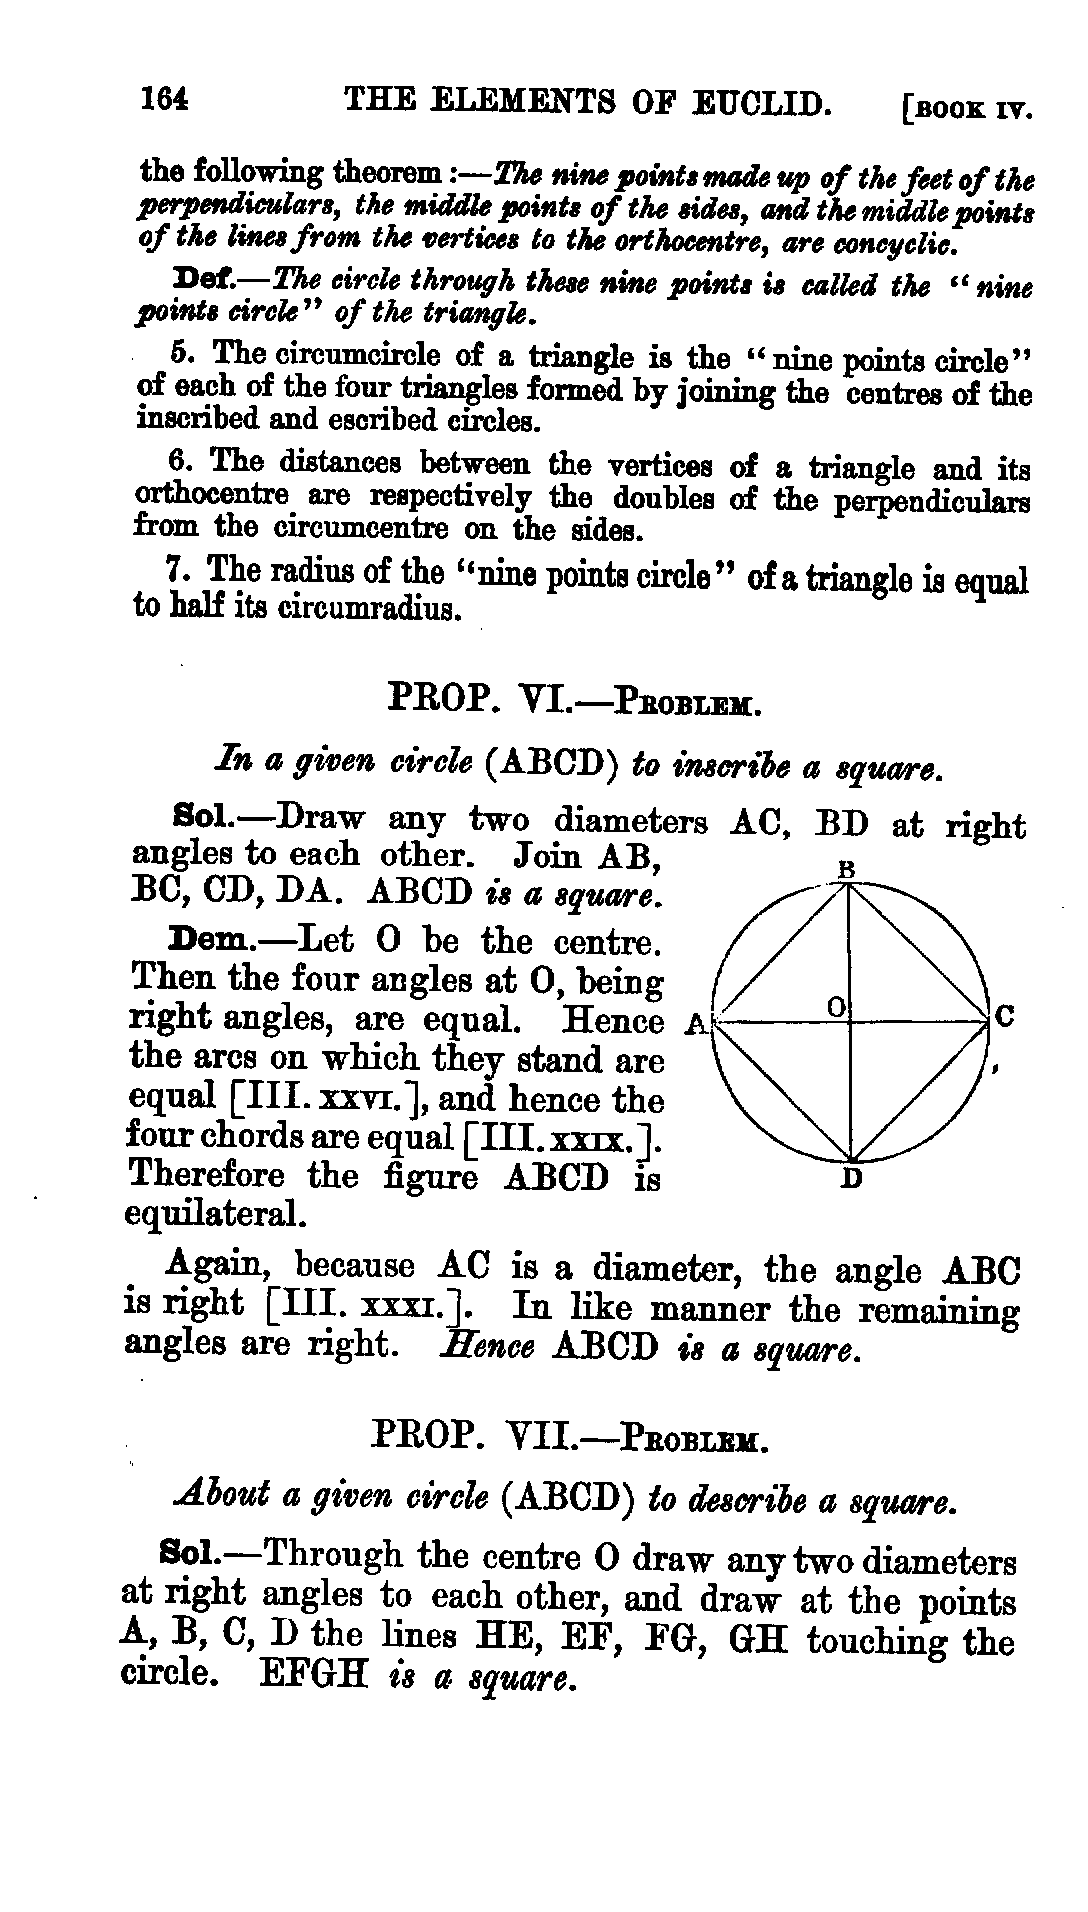 164 THE ELEMENTS OF EUCLID. [BOOK IV.
the following theorem :—The nine points made up of the feet of the
perpendiculars, the middle points of the sides, and the middle points
of the lines from the vertices to the orthocentre, are concyclic.
Def.—The circle through these nine points is called the “nine
points circle” of the triangle.
5. The circumcircle of a triangle is the “nine points circle”
of each of the four triangles formed by joining the centres of the
inscribed and escribed circles.
6. The distances between the vertices of a triangle and its
orthocentre are respectively the doubles of the perpendiculars
from the circumcentre on the sides.
7. The radius of the “nine points circle” of a triangle is equal
to half its circumradius.
PROP. VI.—PROBLEM.
In a given circle (ABCD) to inscribe a square.
Sol.—Draw any two diameters AC, BD at right
angles to each other. Join AB,
BC, CD, DA. ABCD is a square.
Dem.—Let O be the centre.
Then the four angles at O, being
right angles, are equal. Hence
the arcs on which they stand are
equal [III. XXVI.], and hence the
four chords are equal [III. XXIX.].
Therefore the figure ABCD is
equilateral.
B
O
A
C
D
Again, because AC is a diameter, the angle ABC
is right [III. XXXI.]. In like manner the remaining
angles are right. Hence ABCD is a square.
PROP. VII.—PROBLEM.
About a given circle (ABCD) to describe a square.
Sol.—Through the centre O draw any two diameters
at right angles to each other, and draw at the points
A, B, C, D the lines HE, EF, FG, GH touching the
circle. EFGH is a square.